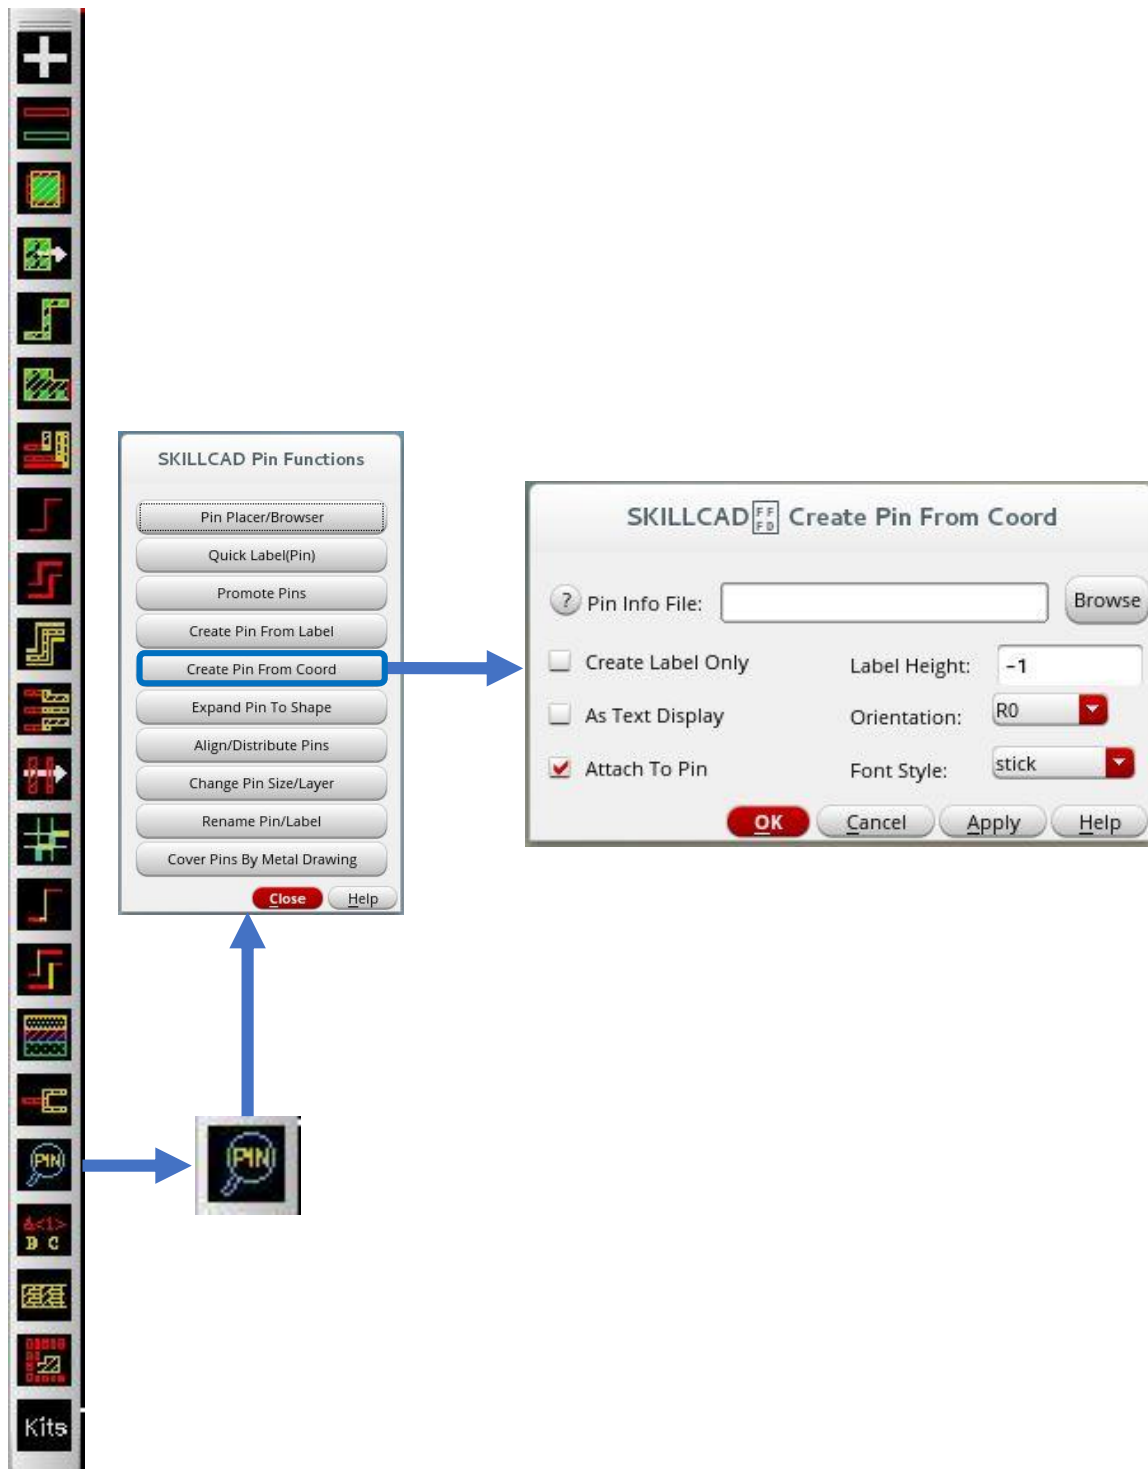 SKILLCAD Pin Functions
Pin Placer/Browser
Quick Label(Pin)
Promote Pins
Create Pin From Label
Create Pin From Coord
Expand Pin To Shape
Align/Distribute Pins
Change Pin Size/Layer
Rename Pin/Label
Cover Pins By Metal Drawing
Close Help
SKILLCAD FFFD Create Pin From Coord
? Pin Info File: Browse
Create Label Only Label Height: -1
As Text Display Orientation: R0
Attach To Pin Font Style: stick
OK Cancel Apply Help
PIN
PIN
&<1>
B C
Kits